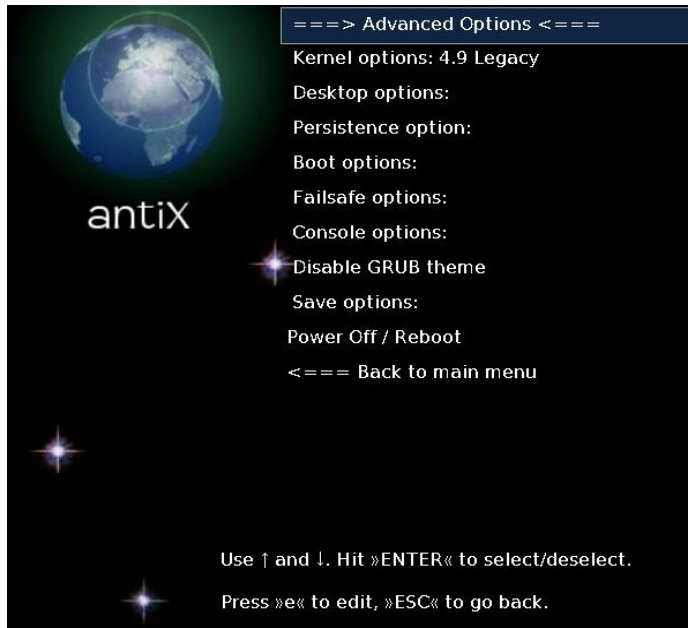 ===> Advanced Options <===
Kernel options: 4.9 Legacy
Desktop options:
Persistence option:
Boot options:
Failsafe options:
antiX
Console options:
Disable GRUB theme
Save options:
Power Off / Reboot
<=== Back to main menu
Use ↑ and ↓. Hit »ENTER« to select/deselect.
Press »e« to edit, »ESC« to go back.